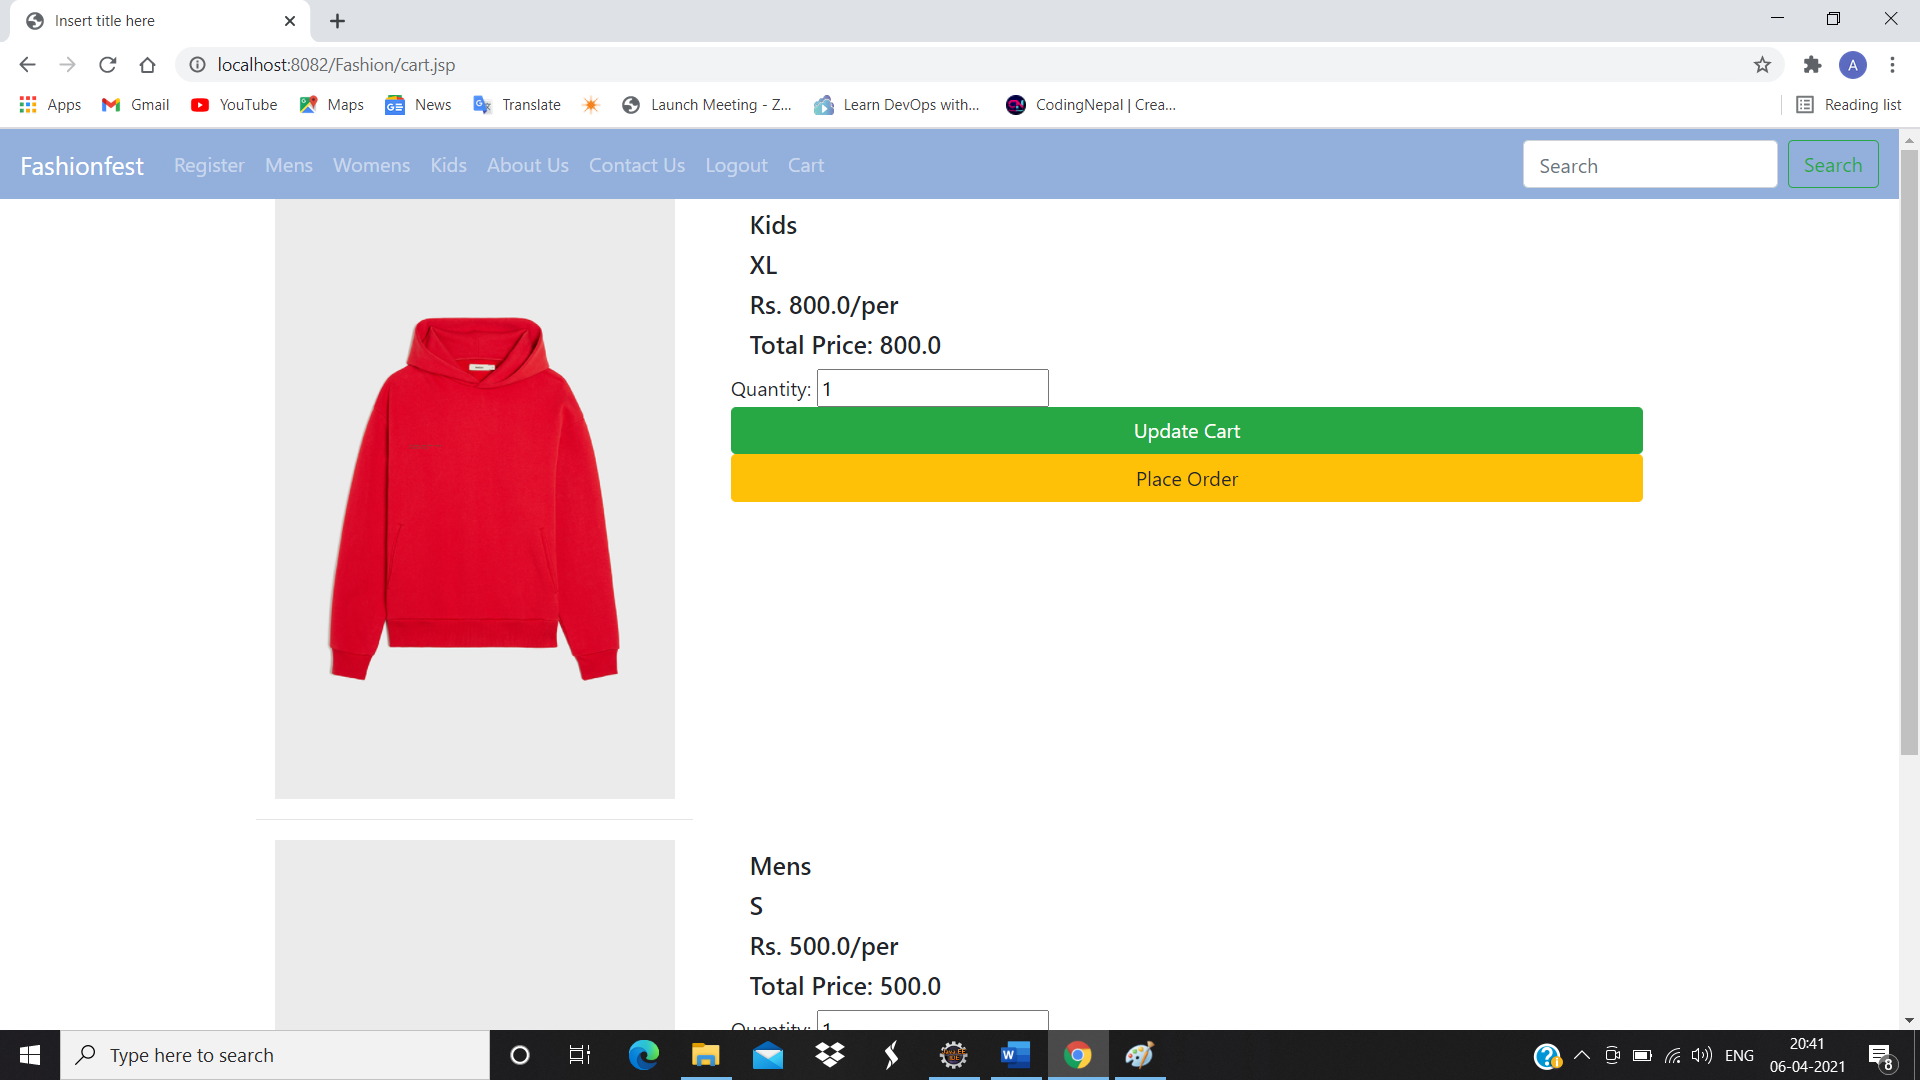 Insert title here
localhost:8082/Fashion/cart.jsp
A
Apps Gmail YouTube Maps News Translate Launch Meeting - Z... Learn DevOps with... CodingNepal | Crea... Reading list
Fashionfest Register Mens Womens Kids About Us Contact Us Logout Cart Search Search
Kids
XL
Rs. 800.0/per
Total Price: 800.0
Quantity: 1
Update Cart
Place Order
Mens
S
Rs. 500.0/per
Total Price: 500.0
Quantity: 1
Type here to search
ENG
20:41
06-04-2021
8